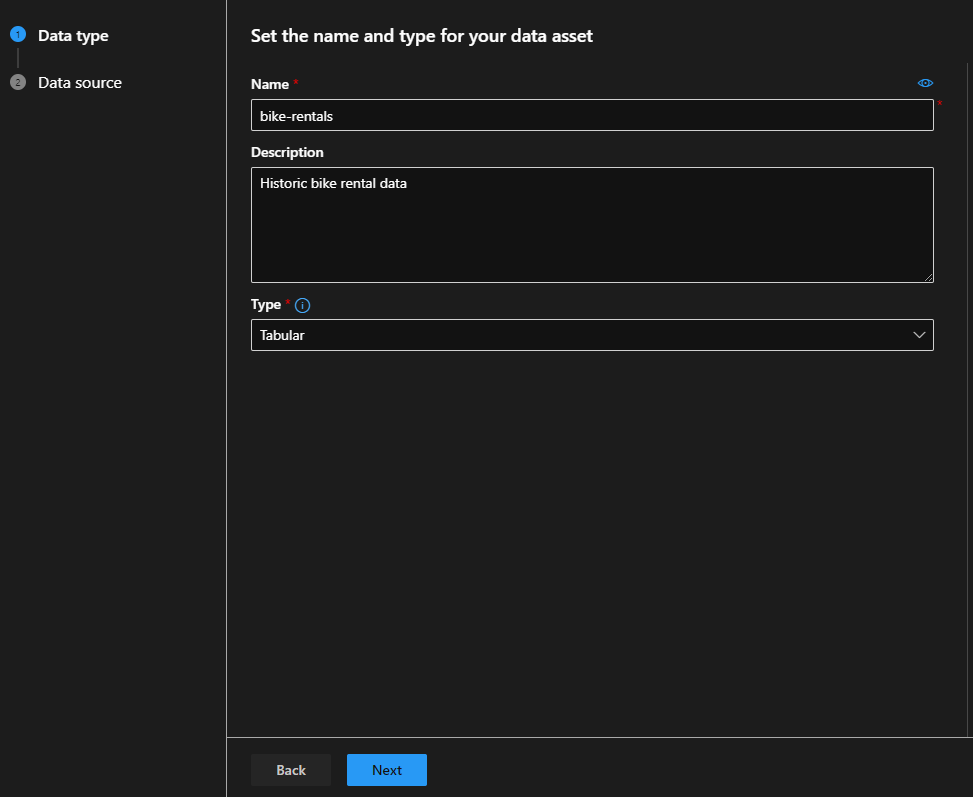 1 Data type
2 Data source
Set the name and type for your data asset
Name *
bike-rentals
*
Description
Historic bike rental data
Type * i
Tabular
Back
Next